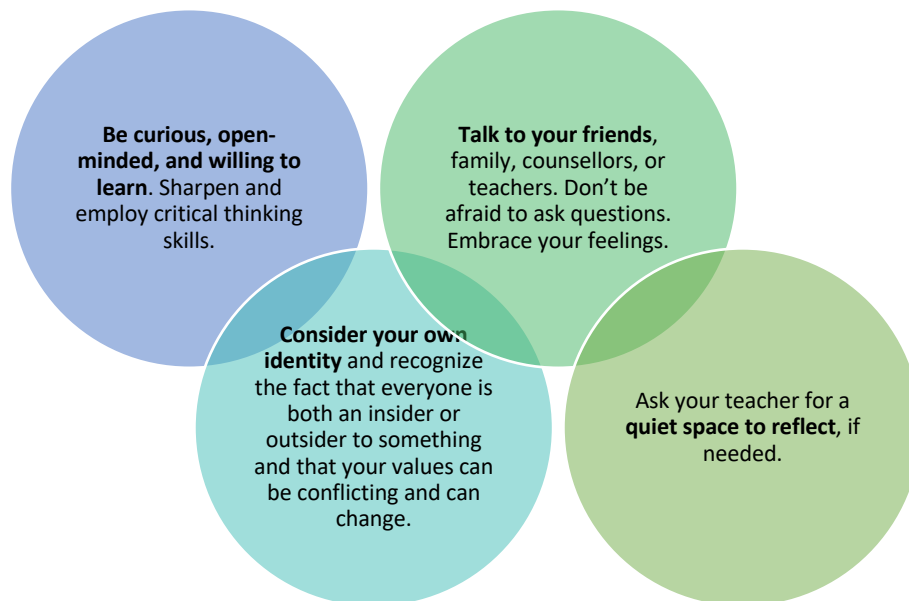 Be curious, open-
minded, and willing to
learn. Sharpen and
employ critical thinking
skills.
Talk to your friends,
family, counsellors, or
teachers. Don’t be
afraid to ask questions.
Embrace your feelings.
Consider your own
identity and recognize
the fact that everyone is
both an insider or
outsider to something
and that your values can
be conflicting and can
change.
Ask your teacher for a
quiet space to reflect, if
needed.